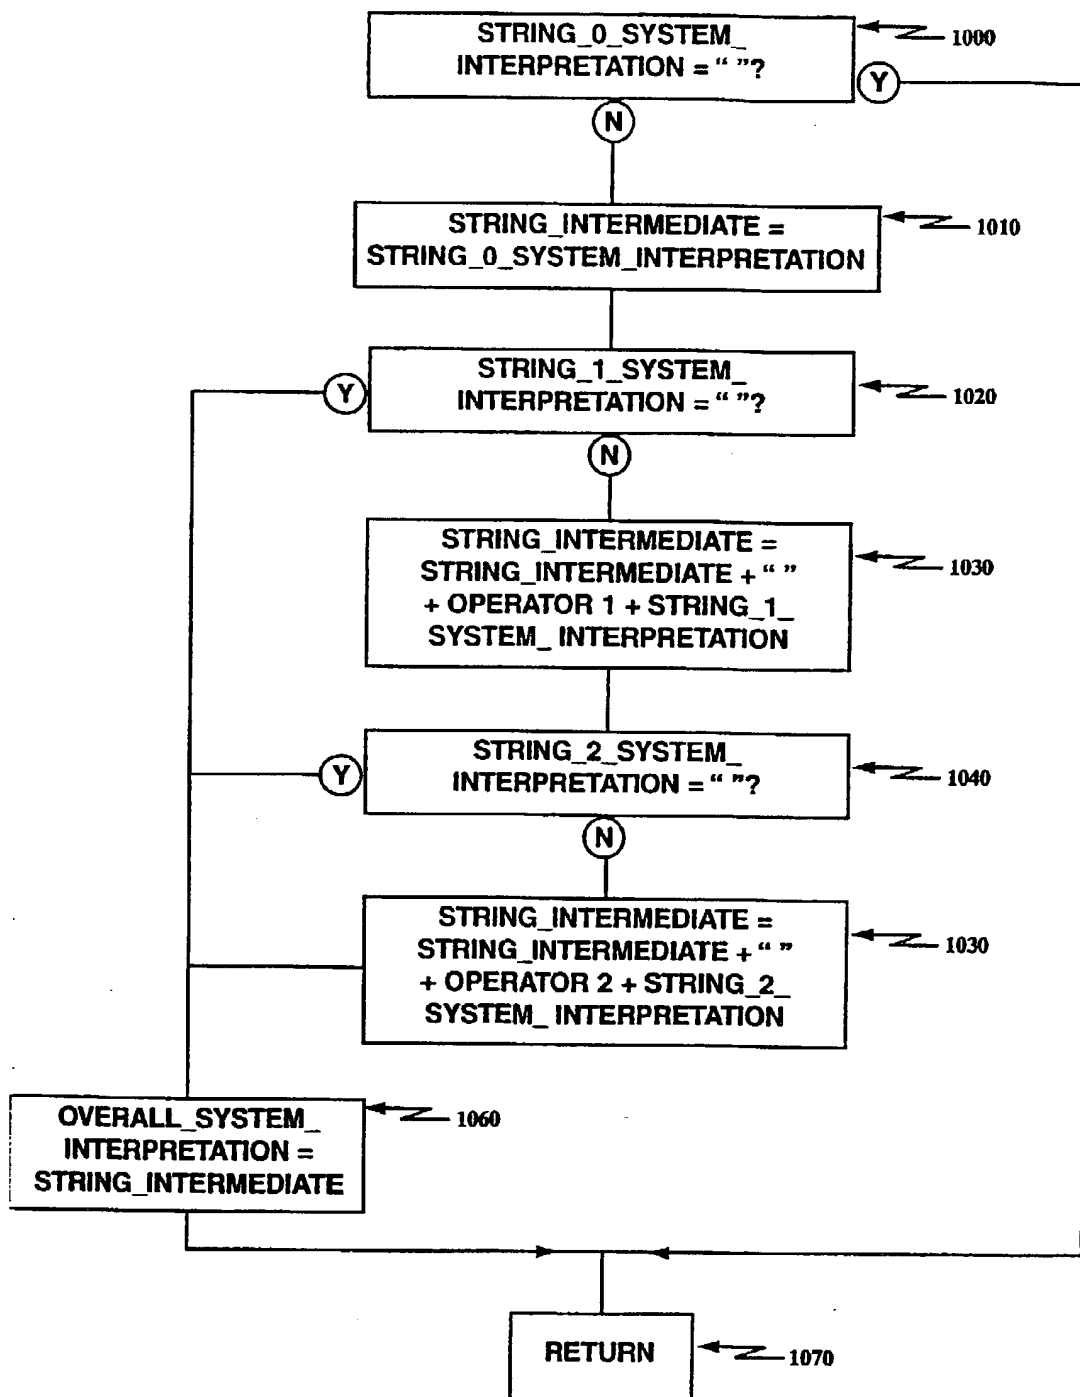 STRING_0_SYSTEM_
INTERPRETATION = “ ”?
1000
Y
N
STRING_INTERMEDIATE =
STRING_0_SYSTEM_INTERPRETATION
1010
STRING_1_SYSTEM_
INTERPRETATION = “ ”?
1020
Y
N
STRING_INTERMEDIATE =
STRING_INTERMEDIATE + “ ”
+ OPERATOR 1 + STRING_1_
SYSTEM_ INTERPRETATION
1030
STRING_2_SYSTEM_
INTERPRETATION = “ ”?
1040
Y
N
STRING_INTERMEDIATE =
STRING_INTERMEDIATE + “ ”
+ OPERATOR 2 + STRING_2_
SYSTEM_ INTERPRETATION
1030
OVERALL_SYSTEM_
INTERPRETATION =
STRING_INTERMEDIATE
1060
RETURN
1070